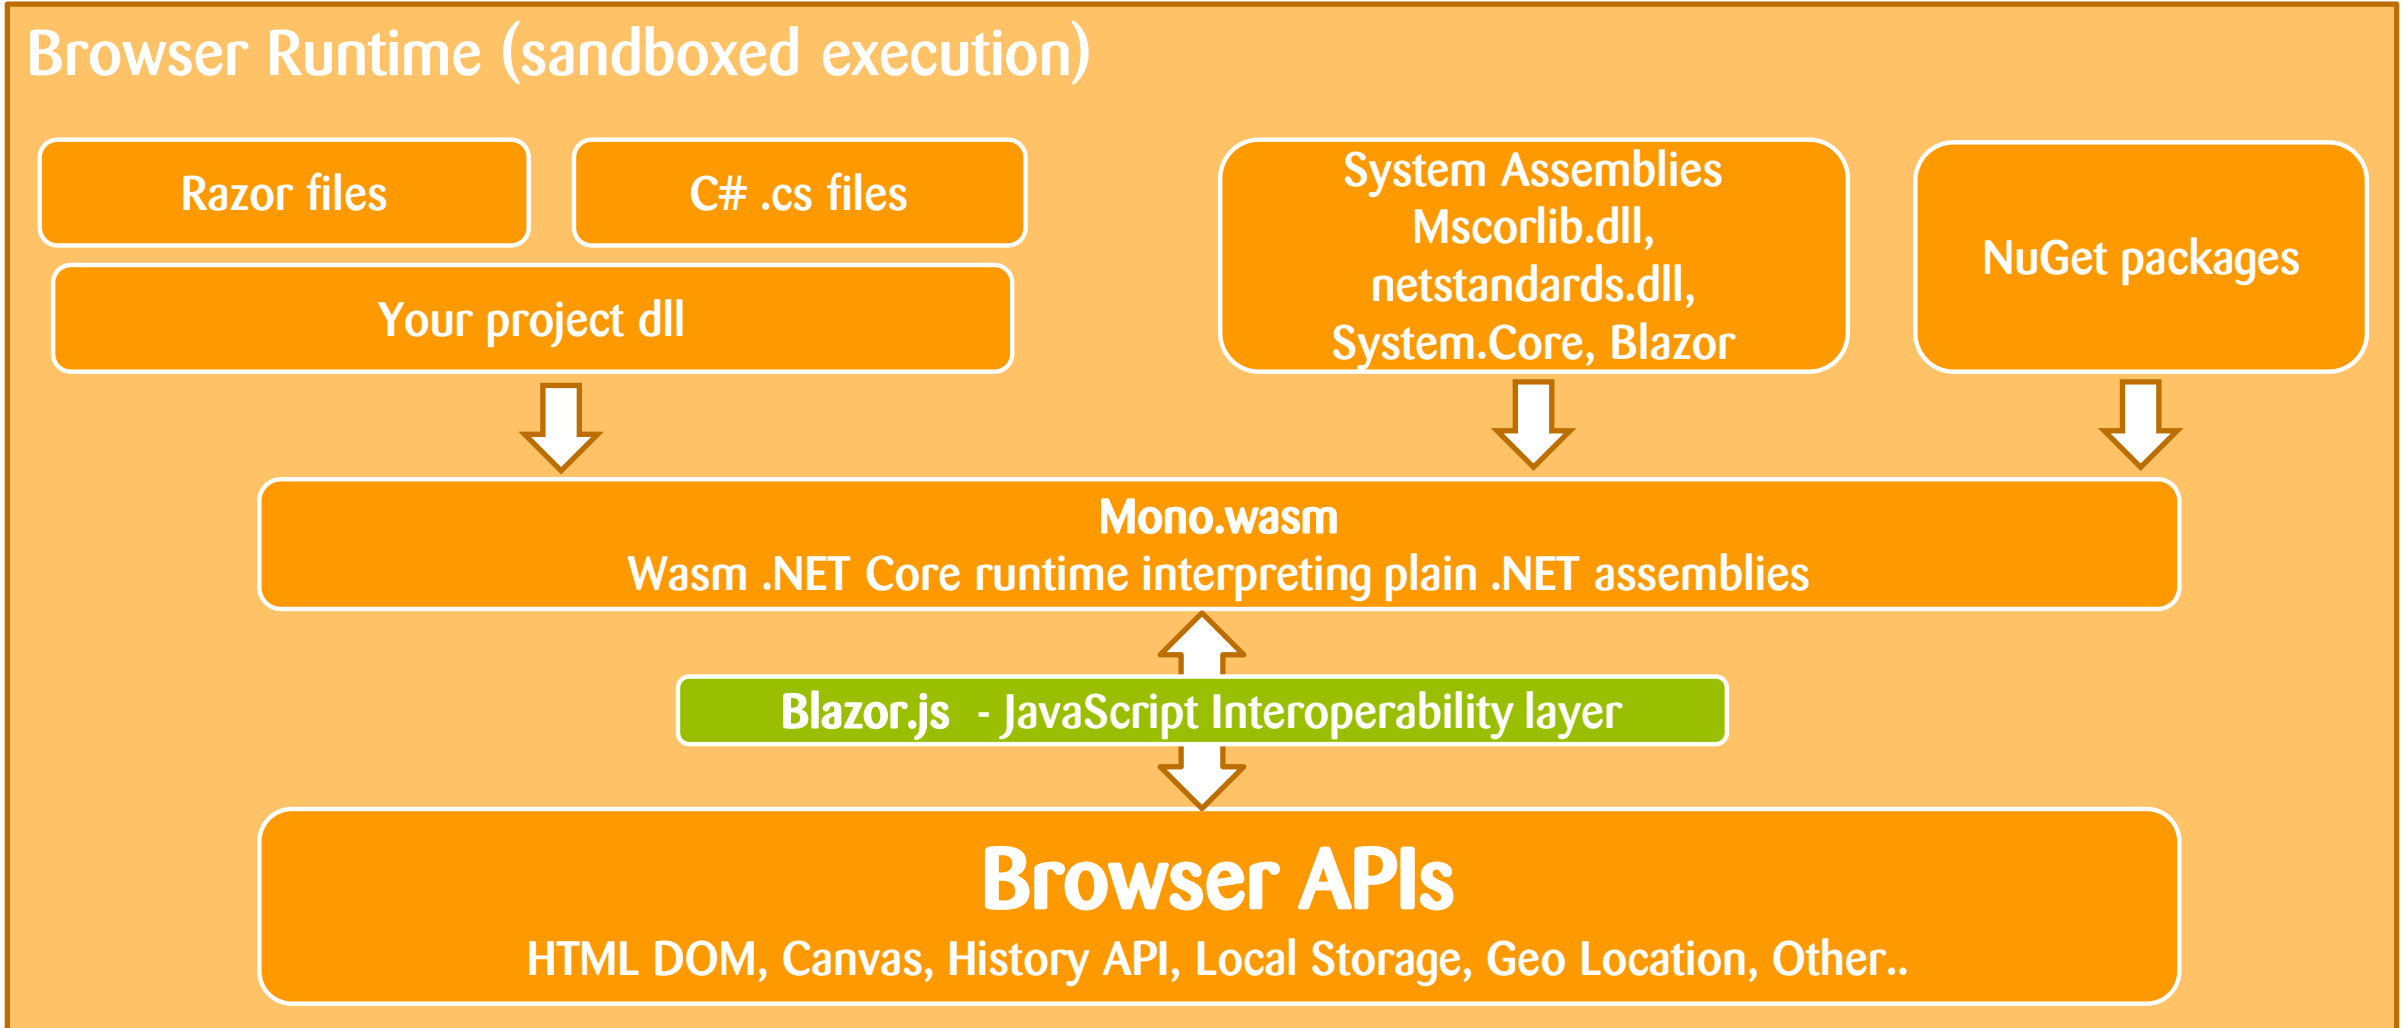 Browser Runtime (sandboxed execution)
Razor files
C# .cs files
Your project dll
System Assemblies
Mscorlib.dll,
netstandards.dll,
System.Core, Blazor
NuGet packages
Mono.wasm
Wasm .NET Core runtime interpreting plain .NET assemblies
Blazor.js - JavaScript Interoperability layer
Browser APIs
HTML DOM, Canvas, History API, Local Storage, Geo Location, Other..